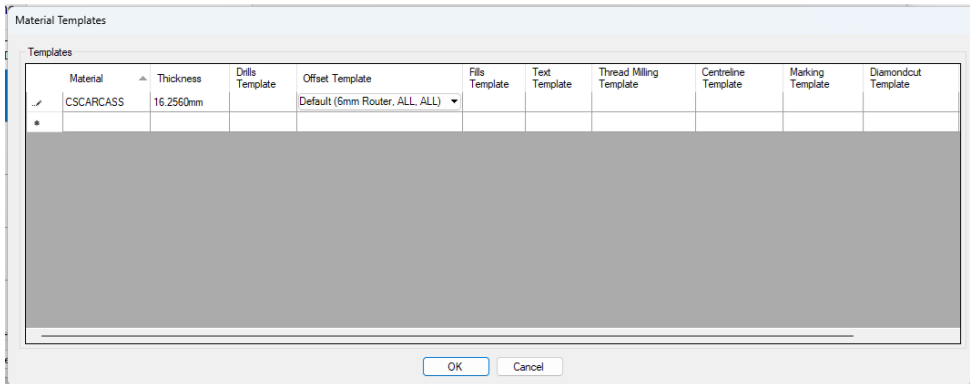 Material Templates
Templates
Material Thickness Drills Template Offset Template Fills Template Text Template Thread Milling Template Centreline Template Marking Template Diamondcut Template
CSCARCASS 16.2560mm Default (6mm Router, ALL, ALL)
OK Cancel